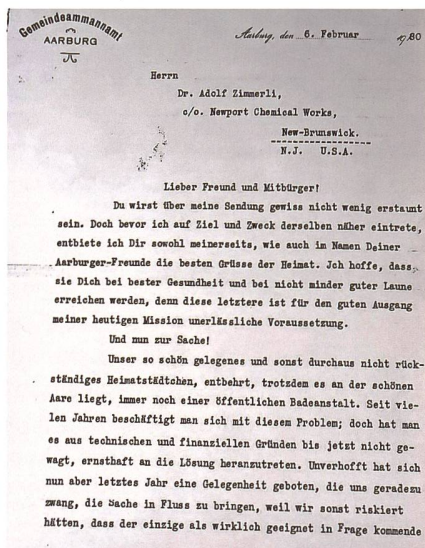 Gemeindeammannamt
AARBURG
Aarburg, den 6. Februar 1930
Herrn
Dr. Adolf Zimmerli,
c/o. Newport Chemical Works,
New-Brunswick.
N.J. U.S.A.
Lieber Freund und Mitbürger!
Du wirst über meine Sendung gewiss nicht wenig erstaunt
sein. Doch bevor ich auf Ziel und Zweck derselben näher eintrete,
entbiete ich Dir sowohl meinerseits, wie auch im Namen Deiner
Aarburger-Freunde die besten Grüsse der Heimat. Jch hoffe, dass
sie Dich bei bester Gesundheit und bei nicht minder guter Laune
erreichen werden, denn diese letztere ist für den guten Ausgang
meiner heutigen Mission unerlässliche Voraussetzung.
Und nun zur Sache!
Unser so schön gelegenes und sonst durchaus nicht rück-
ständiges Heimatstädtchen, entbehrt, trotzdem es an der schönen
Aare liegt, immer noch einer öffentlichen Badeanstalt. Seit vie-
len Jahren beschäftigt man sich mit diesem Problem; doch hat man
es aus technischen und finanziellen Gründen bis jetzt nicht ge-
wagt, ernsthaft an die Lösung heranzutreten. Unverhofft hat sich
nun aber letztes Jahr eine Gelegenheit geboten, die uns geradezu
zwang, die Sache in Fluss zu bringen, weil wir sonst riskiert
hätten, dass der einzige als wirklich geeignet in Frage kommende